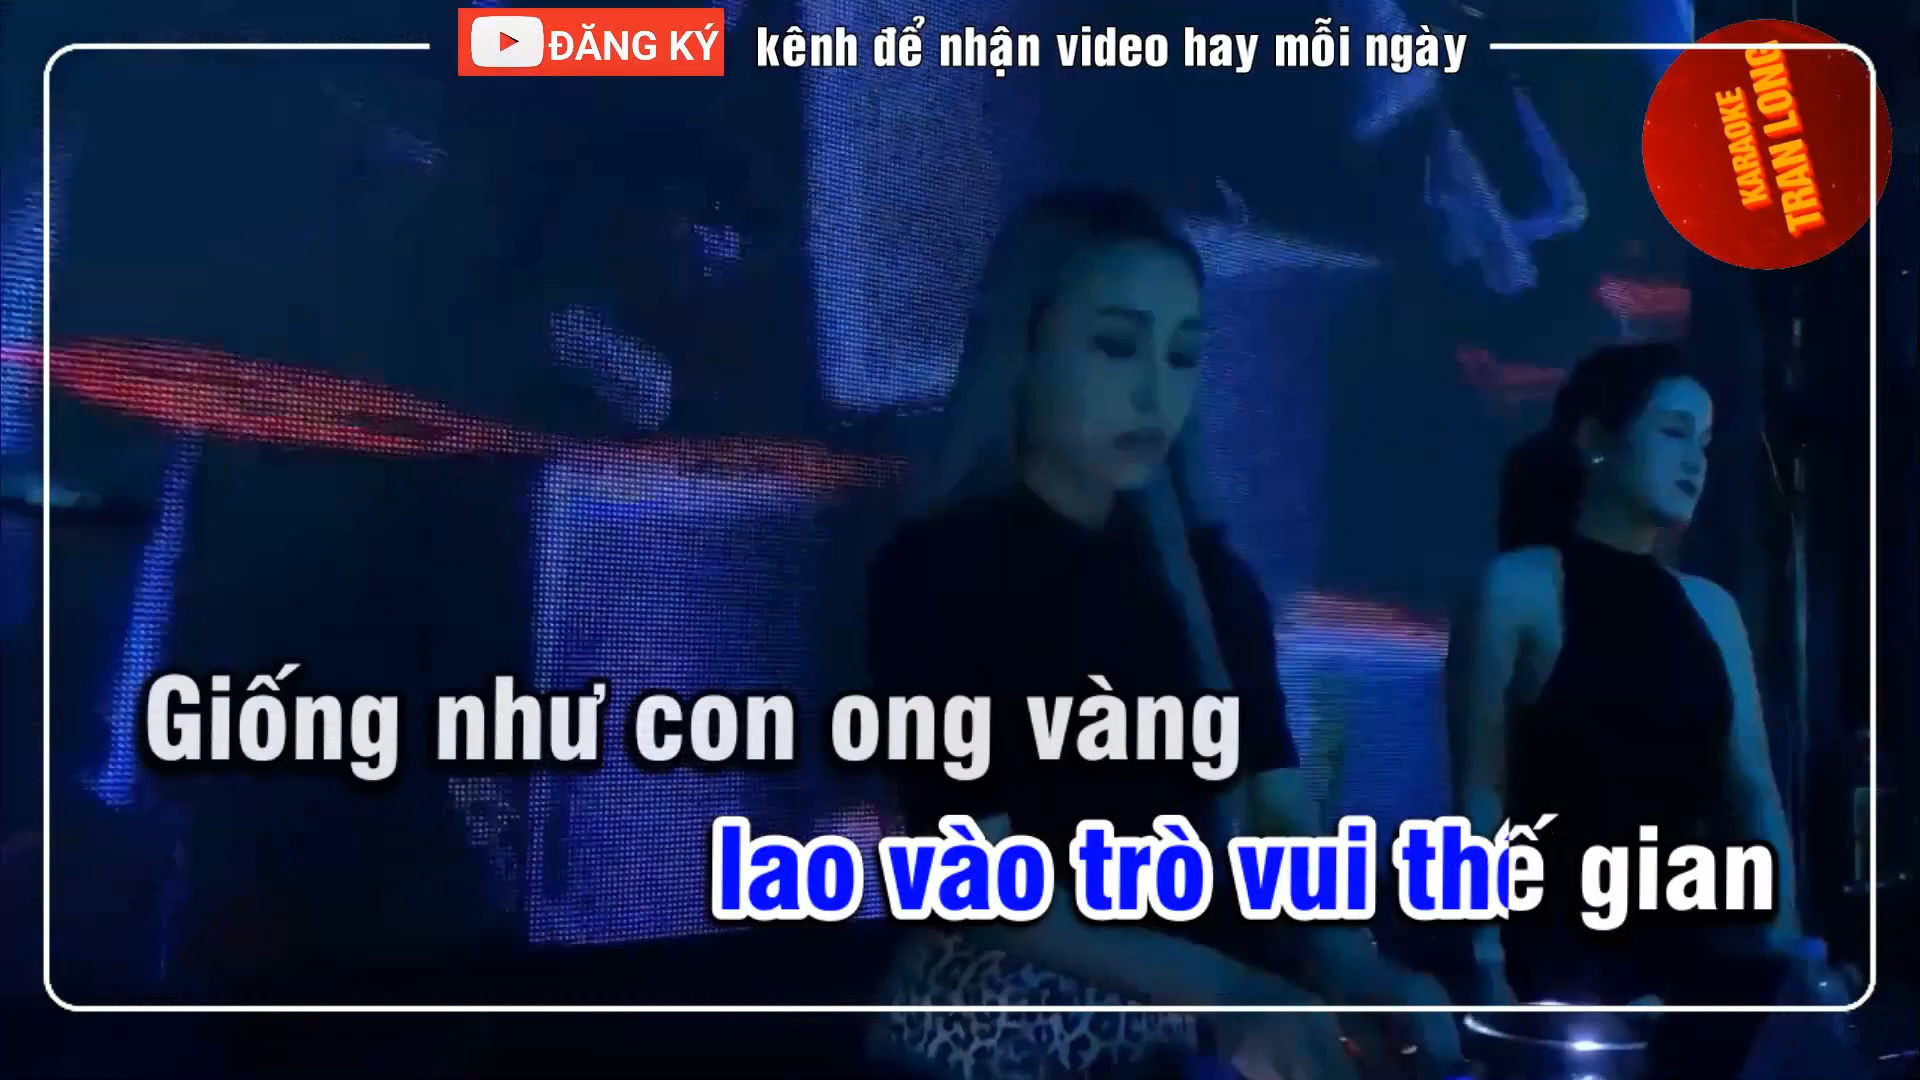 ĐĂNG KÝ kênh để nhận video hay mỗi ngày
KARAOKE
TRAN LONG
Giống như con ong vàng
lao vào trò vui thế gian